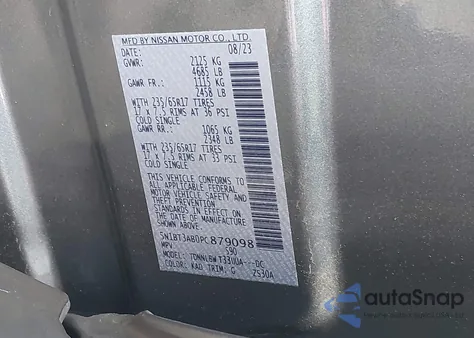 MFD BY NISSAN MOTOR CO., LTD.
DATE: 08/23
GVWR: 2125 KG
4685 LB
GAWR FR.: 1115 KG
2458 LB
WITH 235/65R17 TIRES
17 x 7.5 RIMS AT 36 PSI
COLD SINGLE
GAWR RR.: 1065 KG
2348 LB
WITH 235/65R17 TIRES
17 x 7.5 RIMS AT 33 PSI
COLD SINGLE
THIS VEHICLE CONFORMS TO
ALL APPLICABLE FEDERAL
MOTOR VEHICLE SAFETY AND
THEFT PREVENTION
STANDARDS IN EFFECT ON
THE DATE OF MANUFACTURE
SHOWN ABOVE.
879098
MPV S90
MODEL:
COLOR: KAD TRIM: G ZS30A
autoSnap